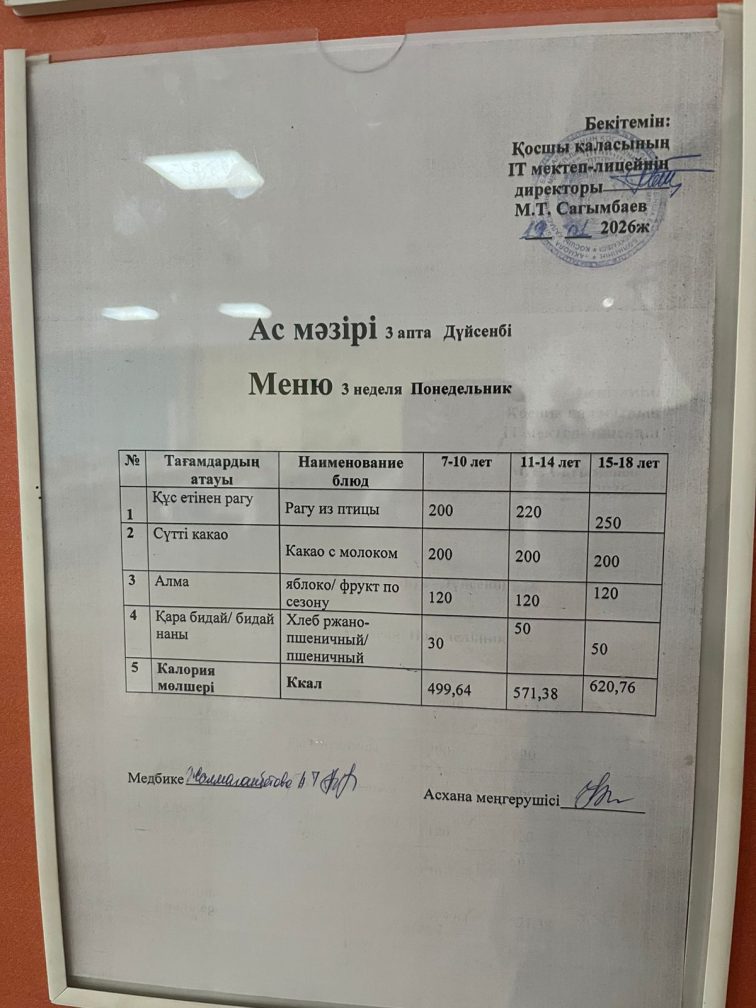 Бекітемін:
Қосшы қаласының
IT мектеп-лицейнің
директоры
М.Т. Сагымбаев
19 01 2026ж
Ас мәзірі 3 апта Дүйсенбі
Меню 3 неделя Понедельник
№ Тағамдардың атауы Наименование блюд 7-10 лет 11-14 лет 15-18 лет
1 Құс етінен рагу Рагу из птицы 200 220 250
2 Сүтті какао Какао с молоком 200 200 200
3 Алма яблоко/ фрукт по сезону 120 120 120
4 Қара бидай/ бидай наны Хлеб ржано-пшеничный/ пшеничный 30 50 50
5 Калория мөлшері Ккал 499,64 571,38 620,76
Медбике
Асхана меңгерушісі